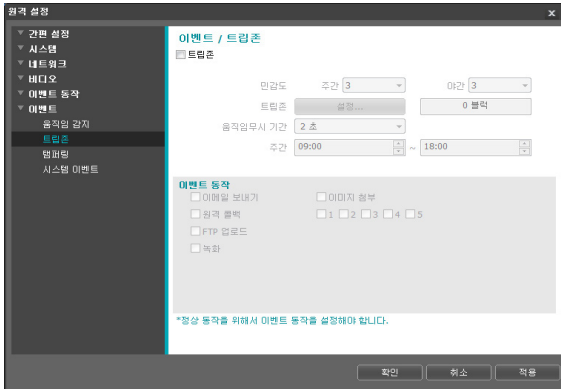 원격 설정
x
간편 설정
시스템
네트워크
비디오
이벤트 동작
이벤트
움직임 감지
트립존
탬퍼링
시스템 이벤트
이벤트 / 트립존
트립존
민감도 주간 3 야간 3
트립존 설정... 0 블럭
움직임무시 기간 2 초
주간 09:00 ~ 18:00
이벤트 동작
이메일 보내기 이미지 첨부
원격 콜백 1 2 3 4 5
FTP 업로드
녹화
*정상 동작을 위해서 이벤트 동작을 설정해야 합니다.
확인 취소 적용